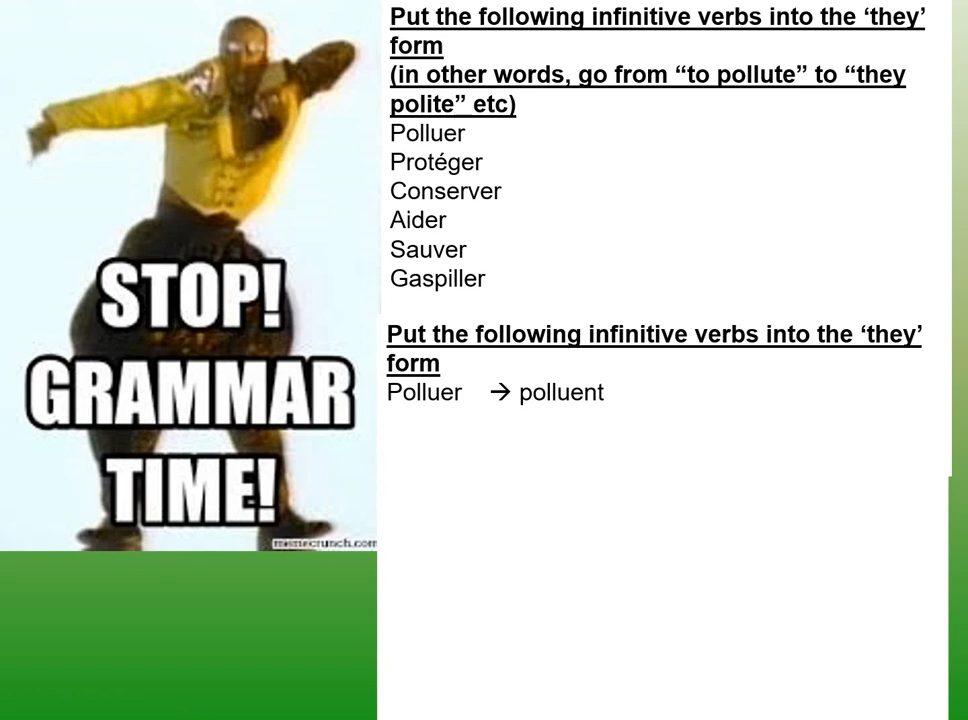 Put the following infinitive verbs into the ‘they’
form
(in other words, go from “to pollute” to “they
polite” etc)
Polluer
Protéger
Conserver
Aider
Sauver
Gaspiller
Put the following infinitive verbs into the ‘they’
form
Polluer → polluent
STOP!
GRAMMAR
TIME!
memecrunch.com